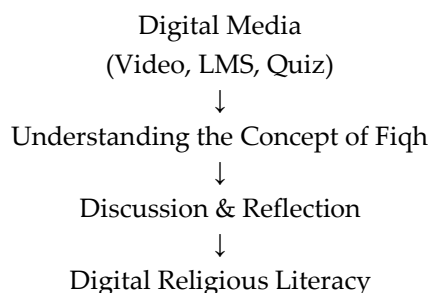 Digital Media
(Video, LMS, Quiz)
↓
Understanding the Concept of Fiqh
↓
Discussion & Reflection
↓
Digital Religious Literacy